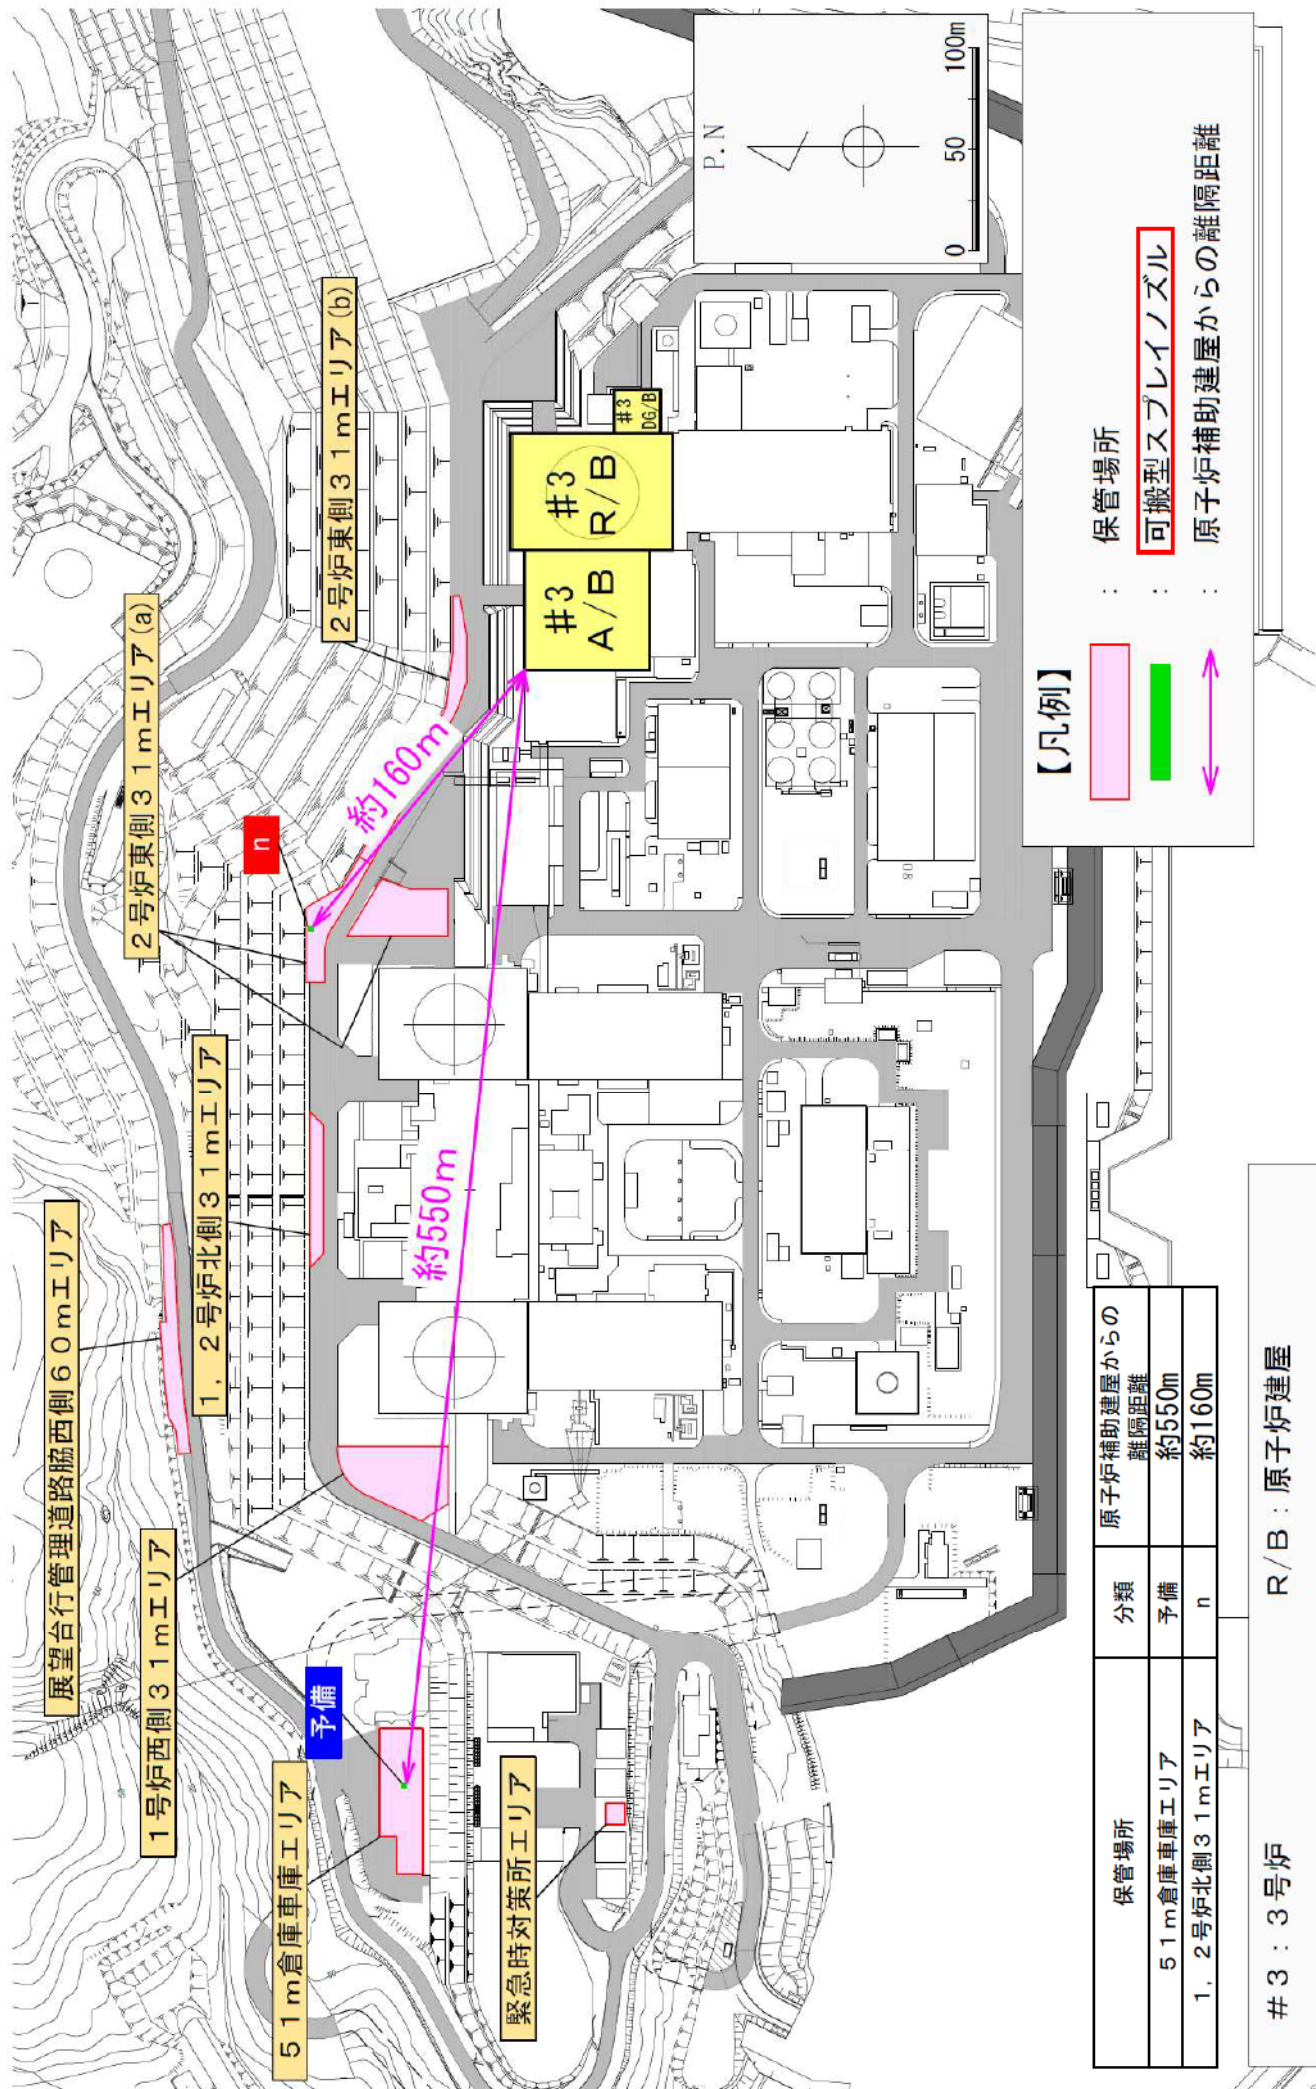 展望台行管理道路脇西側６０ｍエリア
１，２号炉北側３１ｍエリア
２号炉東側３１ｍエリア(a)
２号炉東側３１ｍエリア(b)
１号炉西側３１ｍエリア
５１ｍ倉庫車庫エリア
緊急時対策所エリア
予備
n
約160m
約550m
#3
A/B
#3
R/B
#3
DG/B
P.N
0 50 100m
【凡例】
： 保管場所
： 可搬型スプレイノズル
： 原子炉補助建屋からの離隔距離
保管場所 分類 原子炉補助建屋からの
離隔距離
５１ｍ倉庫車庫エリア 予備 約550m
１，２号炉北側３１ｍエリア n 約160m
＃３：３号炉 R/B：原子炉建屋